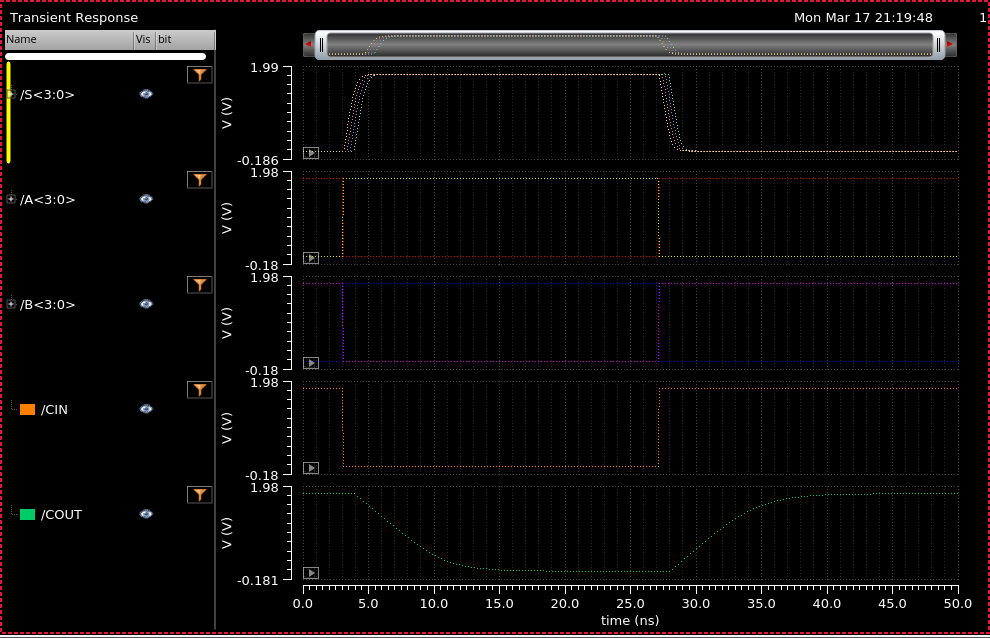 Transient Response
Mon Mar 17 21:19:48
1
Name
Vis
bit
/S<3:0>
1.99
V (V)
-0.186
/A<3:0>
1.98
V (V)
-0.18
/B<3:0>
1.98
V (V)
-0.18
/CIN
1.98
V (V)
-0.18
/COUT
1.98
V (V)
-0.181
0.0 5.0 10.0 15.0 20.0 25.0 30.0 35.0 40.0 45.0 50.0
time (ns)